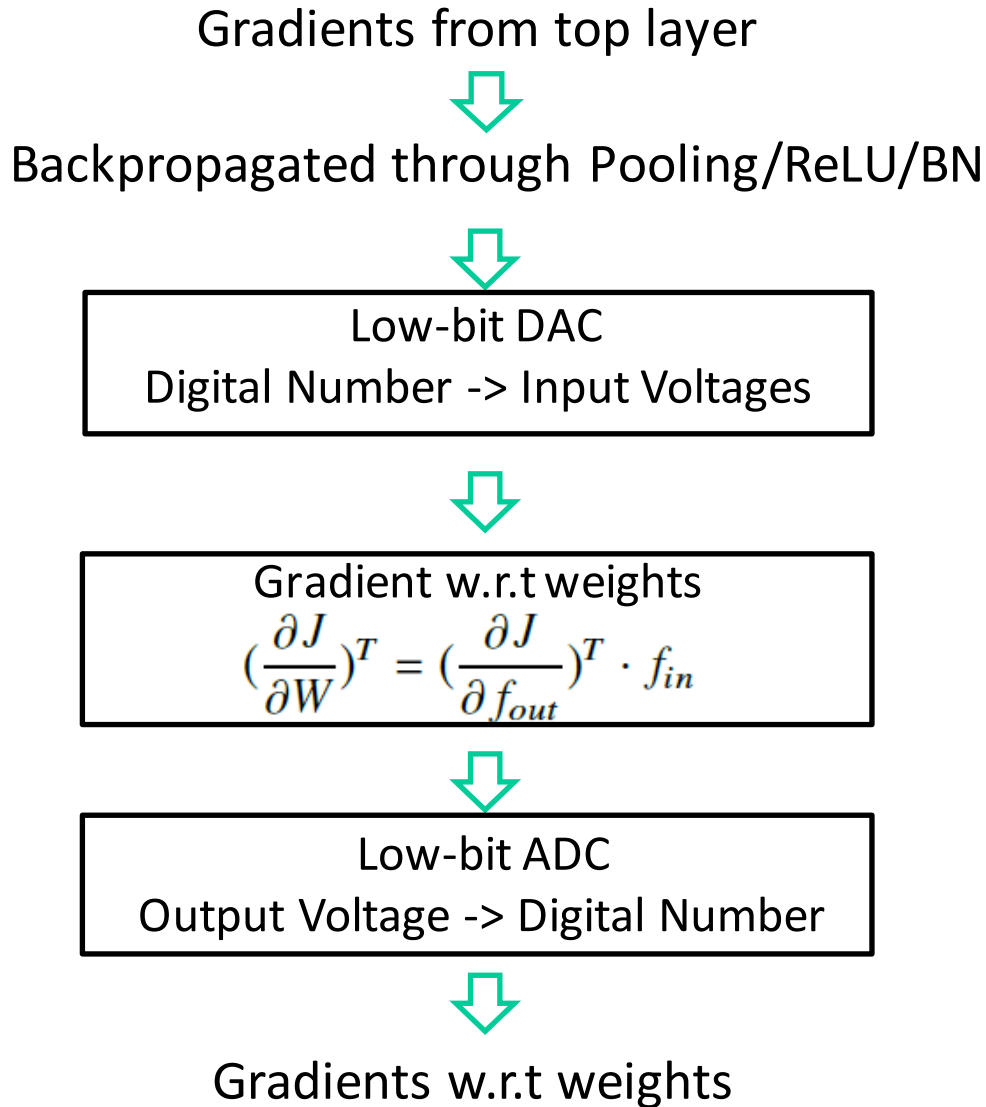 Gradients from top layer
Backpropagated through Pooling/ReLU/BN
Low-bit DAC
Digital Number -> Input Voltages
Gradient w.r.t weights
(∂J/∂W)^T = (∂J/∂f_out)^T · f_in
Low-bit ADC
Output Voltage -> Digital Number
Gradients w.r.t weights